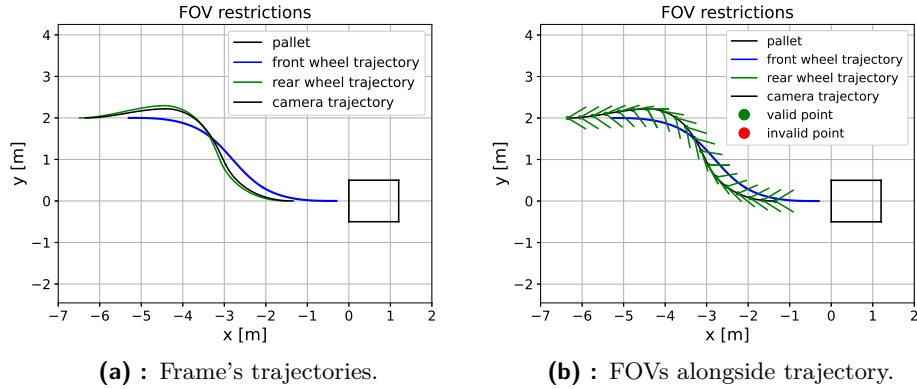 FOV restrictions
4
3
2
1
0
−1
−2
y [m]
−7 −6 −5 −4 −3 −2 −1 0 1 2
x [m]
pallet
front wheel trajectory
rear wheel trajectory
camera trajectory
(a) : Frame's trajectories.
FOV restrictions
4
3
2
1
0
−1
−2
y [m]
−7 −6 −5 −4 −3 −2 −1 0 1 2
x [m]
pallet
front wheel trajectory
rear wheel trajectory
camera trajectory
valid point
invalid point
(b) : FOVs alongside trajectory.